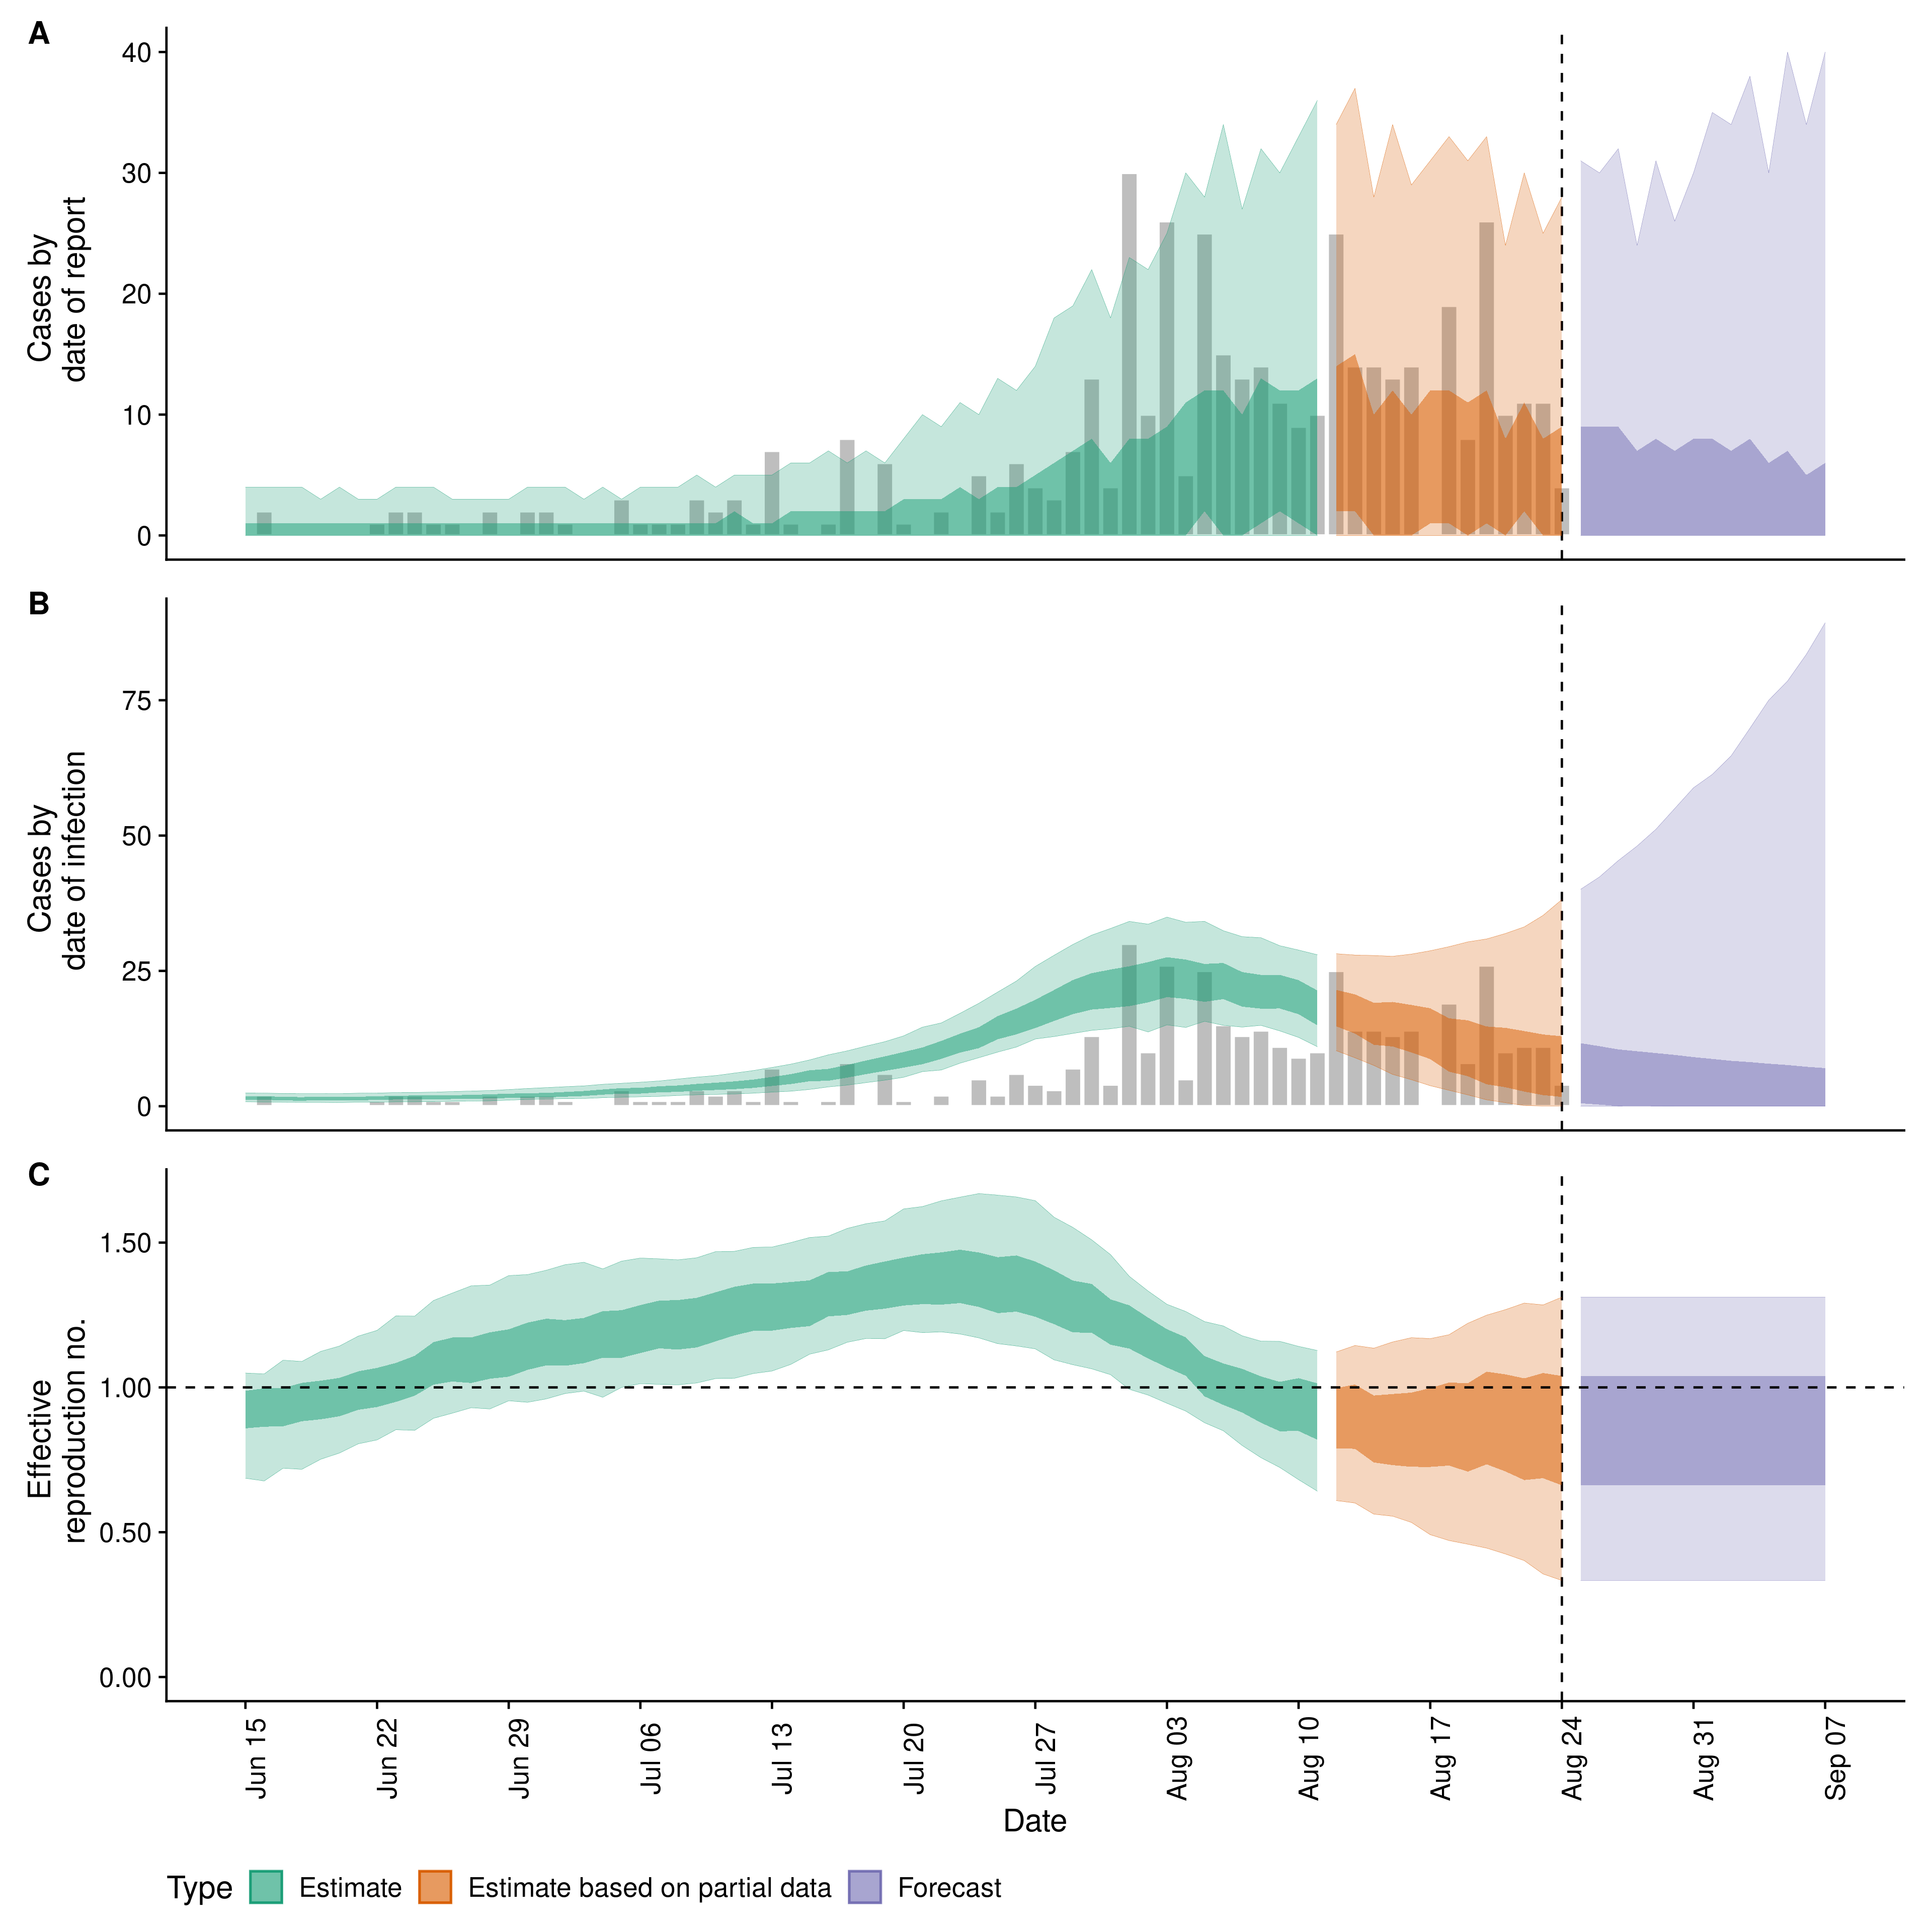 A
40
30
20
10
0
Cases by
date of report
B
75
50
25
0
Cases by
date of infection
C
1.50
1.00
0.50
0.00
Effective
reproduction no.
Jun 15
Jun 22
Jun 29
Jul 06
Jul 13
Jul 20
Jul 27
Aug 03
Aug 10
Aug 17
Aug 24
Aug 31
Sep 07
Date
Type Estimate Estimate based on partial data Forecast